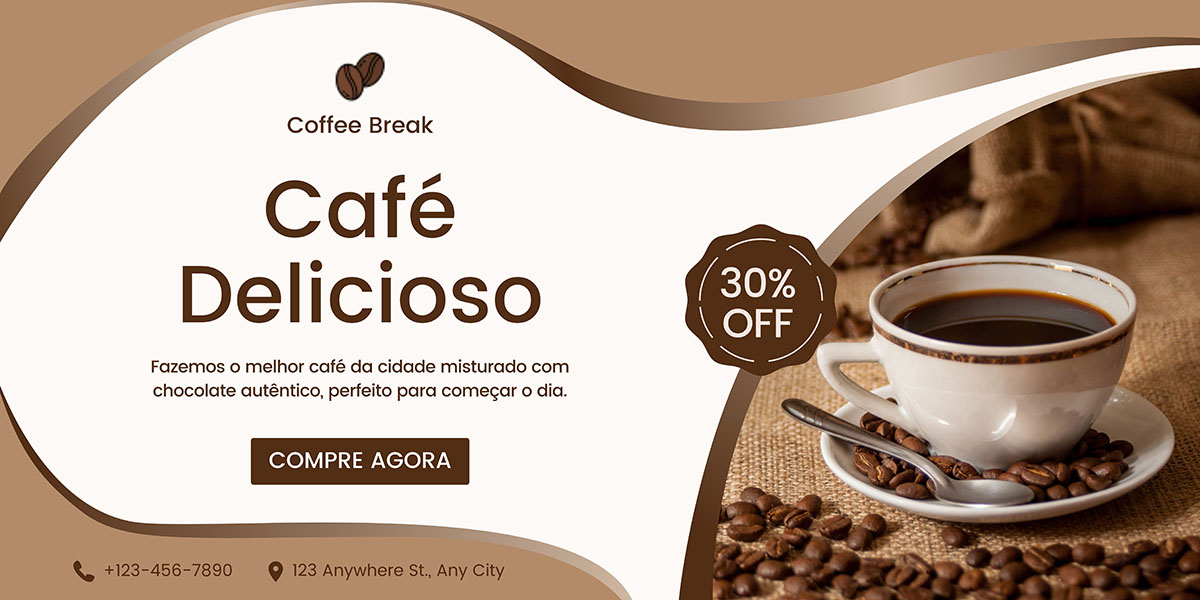 Coffee Break
Café
Delicioso
Fazemos o melhor café da cidade misturado com
chocolate autêntico, perfeito para começar o dia.
COMPRE AGORA
30%
OFF
+123-456-7890
123 Anywhere St., Any City